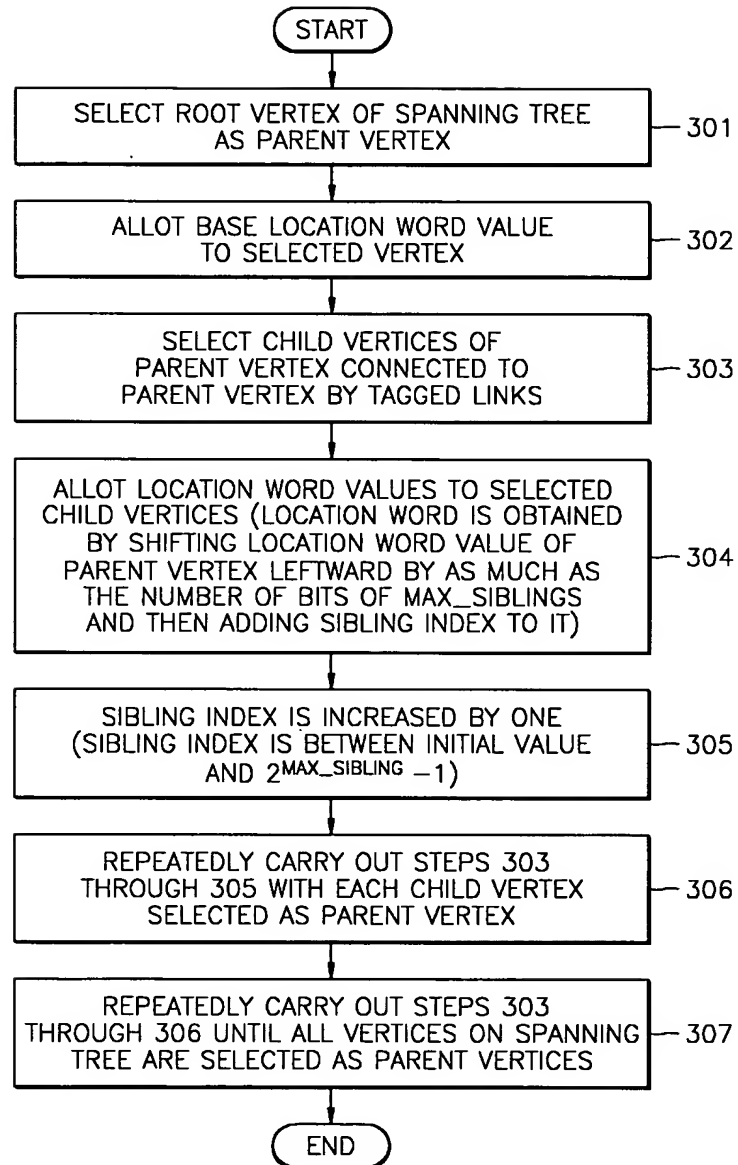 START
SELECT ROOT VERTEX OF SPANNING TREE
AS PARENT VERTEX
301
ALLOT BASE LOCATION WORD VALUE
TO SELECTED VERTEX
302
SELECT CHILD VERTICES OF
PARENT VERTEX CONNECTED TO
PARENT VERTEX BY TAGGED LINKS
303
ALLOT LOCATION WORD VALUES TO SELECTED
CHILD VERTICES (LOCATION WORD IS OBTAINED
BY SHIFTING LOCATION WORD VALUE OF
PARENT VERTEX LEFTWARD BY AS MUCH AS
THE NUMBER OF BITS OF MAX_SIBLINGS
AND THEN ADDING SIBLING INDEX TO IT)
304
SIBLING INDEX IS INCREASED BY ONE
(SIBLING INDEX IS BETWEEN INITIAL VALUE
AND 2^MAX_SIBLING -1)
305
REPEATEDLY CARRY OUT STEPS 303
THROUGH 305 WITH EACH CHILD VERTEX
SELECTED AS PARENT VERTEX
306
REPEATEDLY CARRY OUT STEPS 303
THROUGH 306 UNTIL ALL VERTICES ON SPANNING
TREE ARE SELECTED AS PARENT VERTICES
307
END